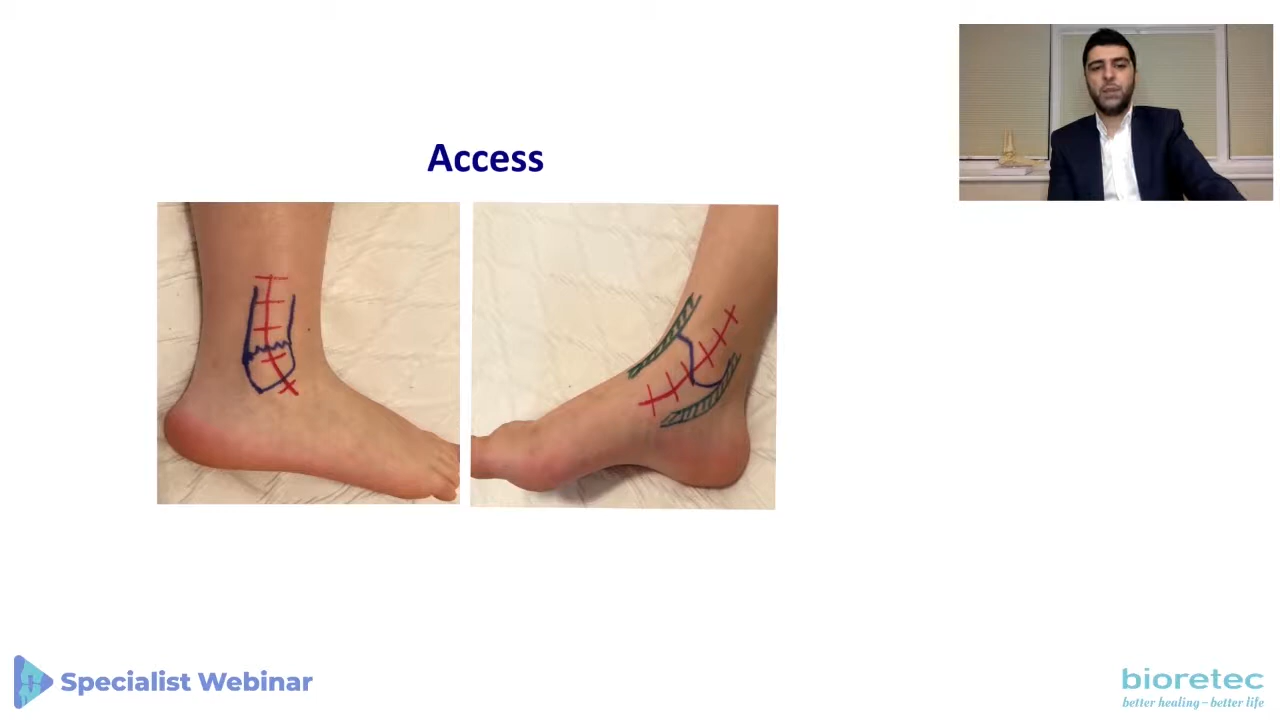 Access
Specialist Webinar
bioretec
better healing – better life